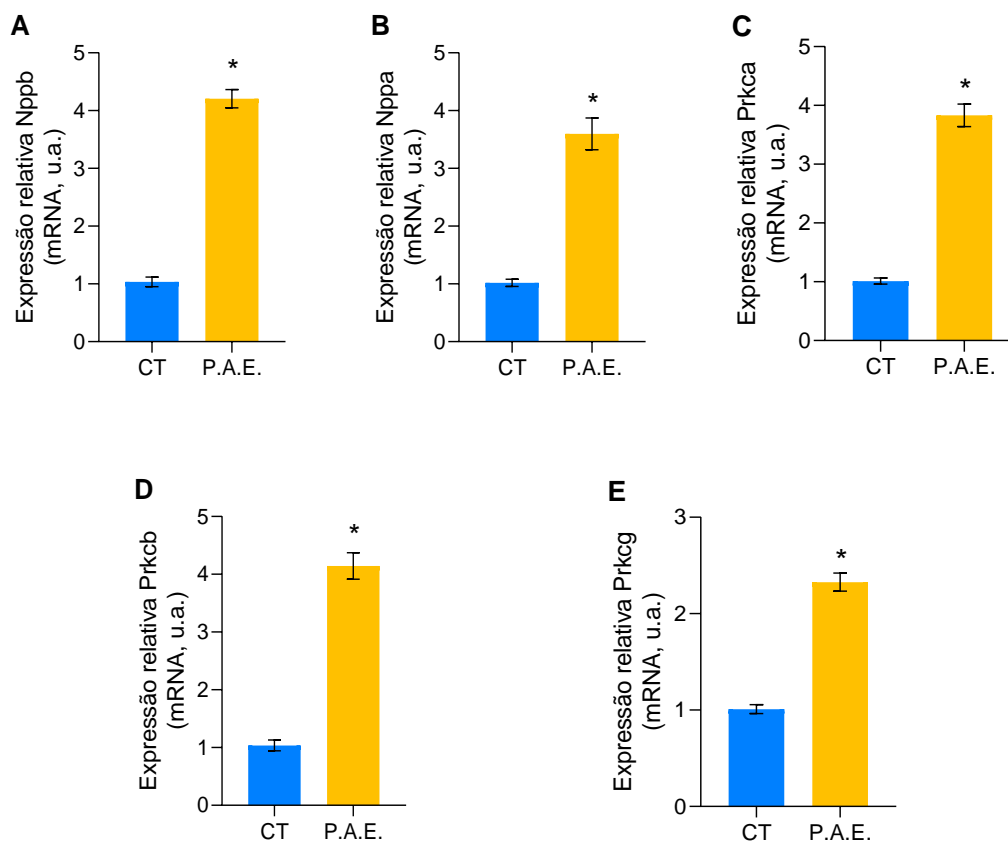 A
Expressão relativa Nppb
(mRNA, u.a.)
5
4
3
2
1
0
*
CT
P.A.E.
B
Expressão relativa Nppa
(mRNA, u.a.)
5
4
3
2
1
0
*
CT
P.A.E.
C
Expressão relativa Prkca
(mRNA, u.a.)
5
4
3
2
1
0
*
CT
P.A.E.
D
Expressão relativa Prkcb
(mRNA, u.a.)
5
4
3
2
1
0
*
CT
P.A.E.
E
Expressão relativa Prkcg
(mRNA, u.a.)
3
2
1
0
*
CT
P.A.E.